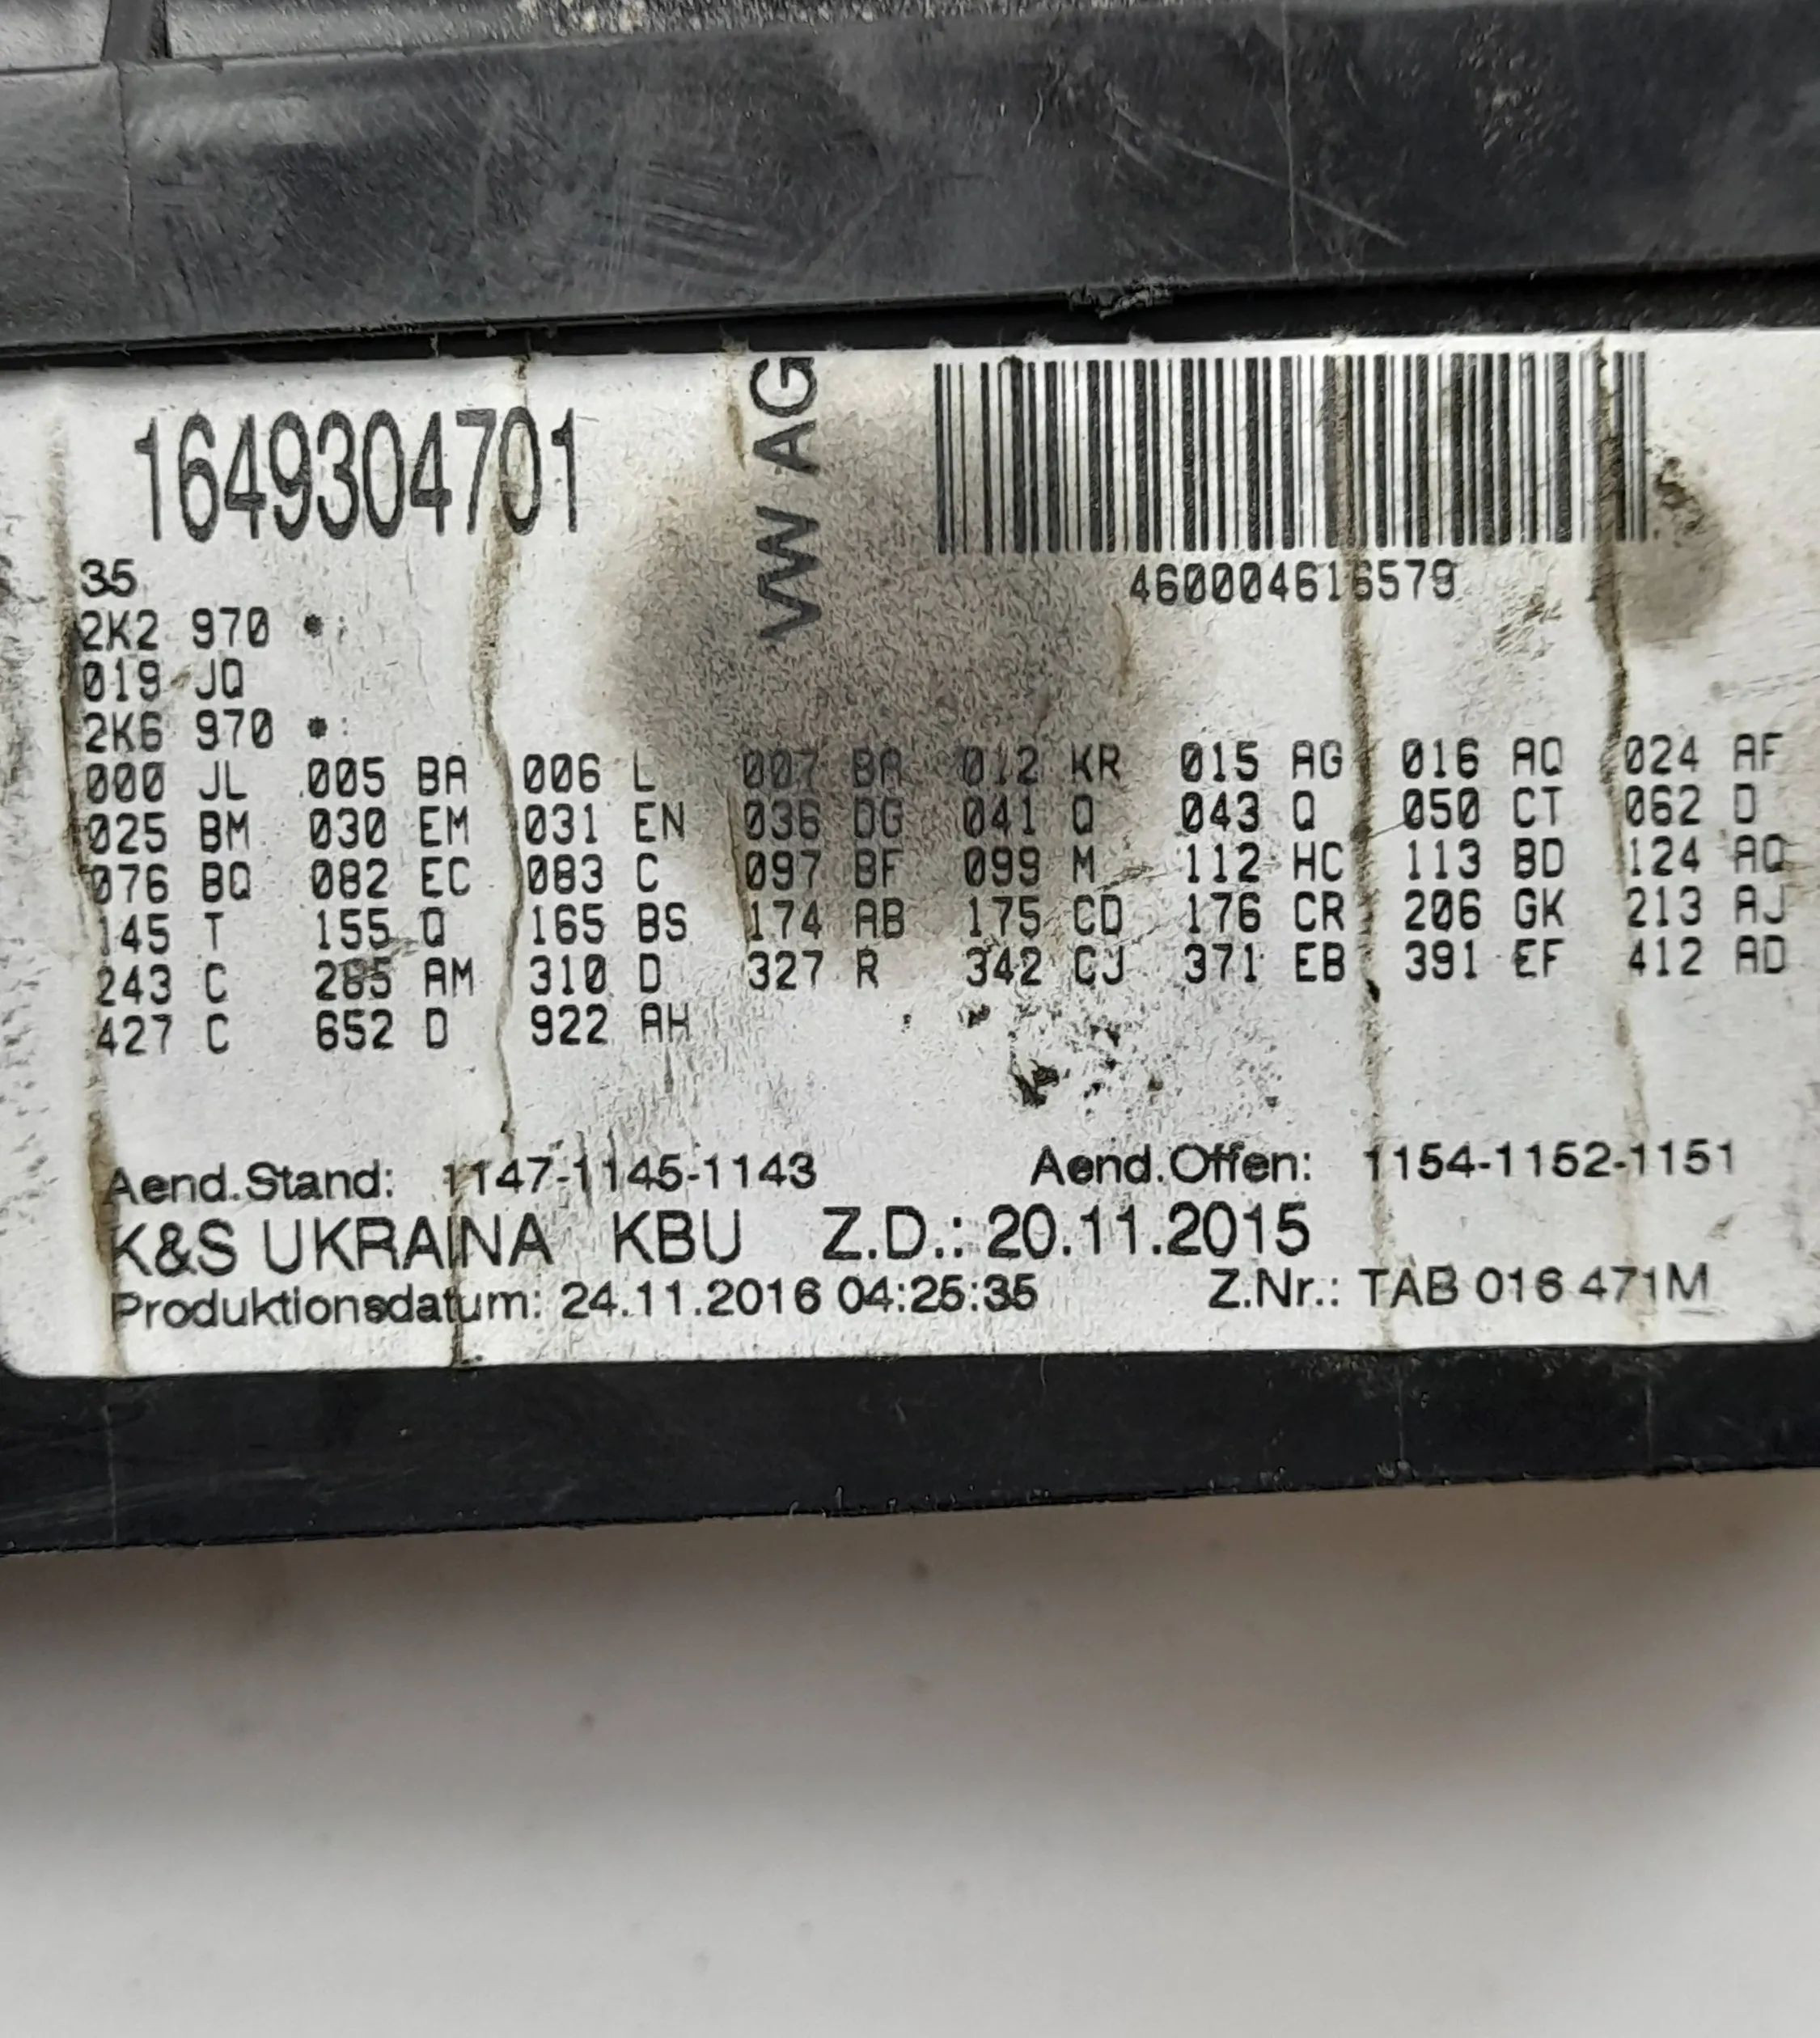 1649304701
VW AG
460004616579
35
2K2 970 *:
019 JQ
2K6 970 *:
000 JL 005 BA 006 L 007 BA 012 KR 015 AG 016 AQ 024 AF
025 BM 030 EM 031 EN 036 DG 041 Q 043 Q 050 CT 062 D
076 BQ 082 EC 083 C 097 BF 099 M 112 HC 113 BD 124 AQ
145 T 155 Q 165 BS 174 AB 175 CD 176 CR 206 GK 213 AJ
243 C 285 AM 310 D 327 R 342 CJ 371 EB 391 EF 412 AD
427 C 652 D 922 AH
Aend.Stand: 1147-1145-1143 Aend.Offen: 1154-1152-1151
K&S UKRAINA KBU Z.D.: 20.11.2015
Produktionsdatum: 24.11.2016 04:25:35 Z.Nr.: TAB 016 471M